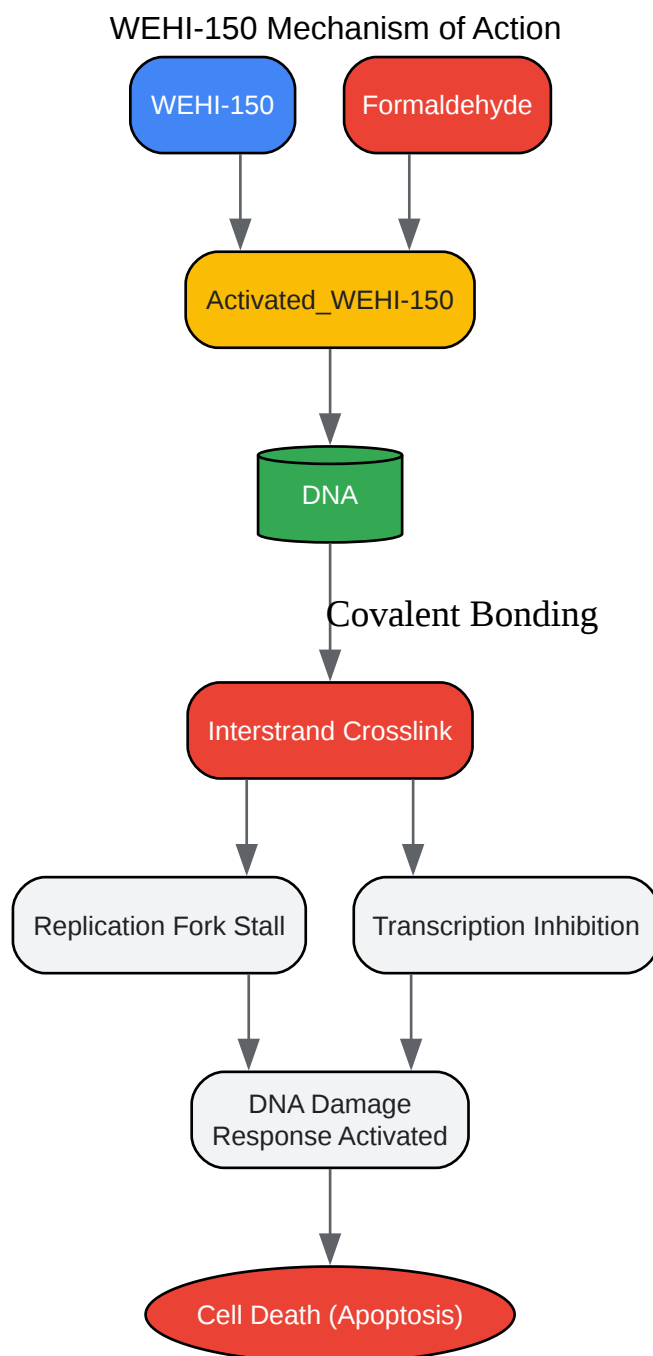 WEHI-150 Mechanism of Action
WEHI-150
Formaldehyde
Activated_WEHI-150
DNA
Covalent Bonding
Interstrand Crosslink
Replication Fork Stall
Transcription Inhibition
DNA Damage
Response Activated
Cell Death (Apoptosis)